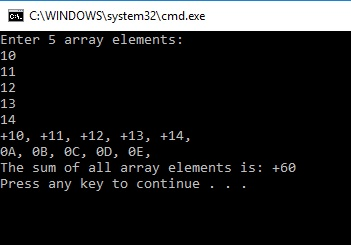 C:\WINDOWS\system32\cmd.exe
Enter 5 array elements:
10
11
12
13
14
+10, +11, +12, +13, +14,
0A, 0B, 0C, 0D, 0E,
The sum of all array elements is: +60
Press any key to continue . . .